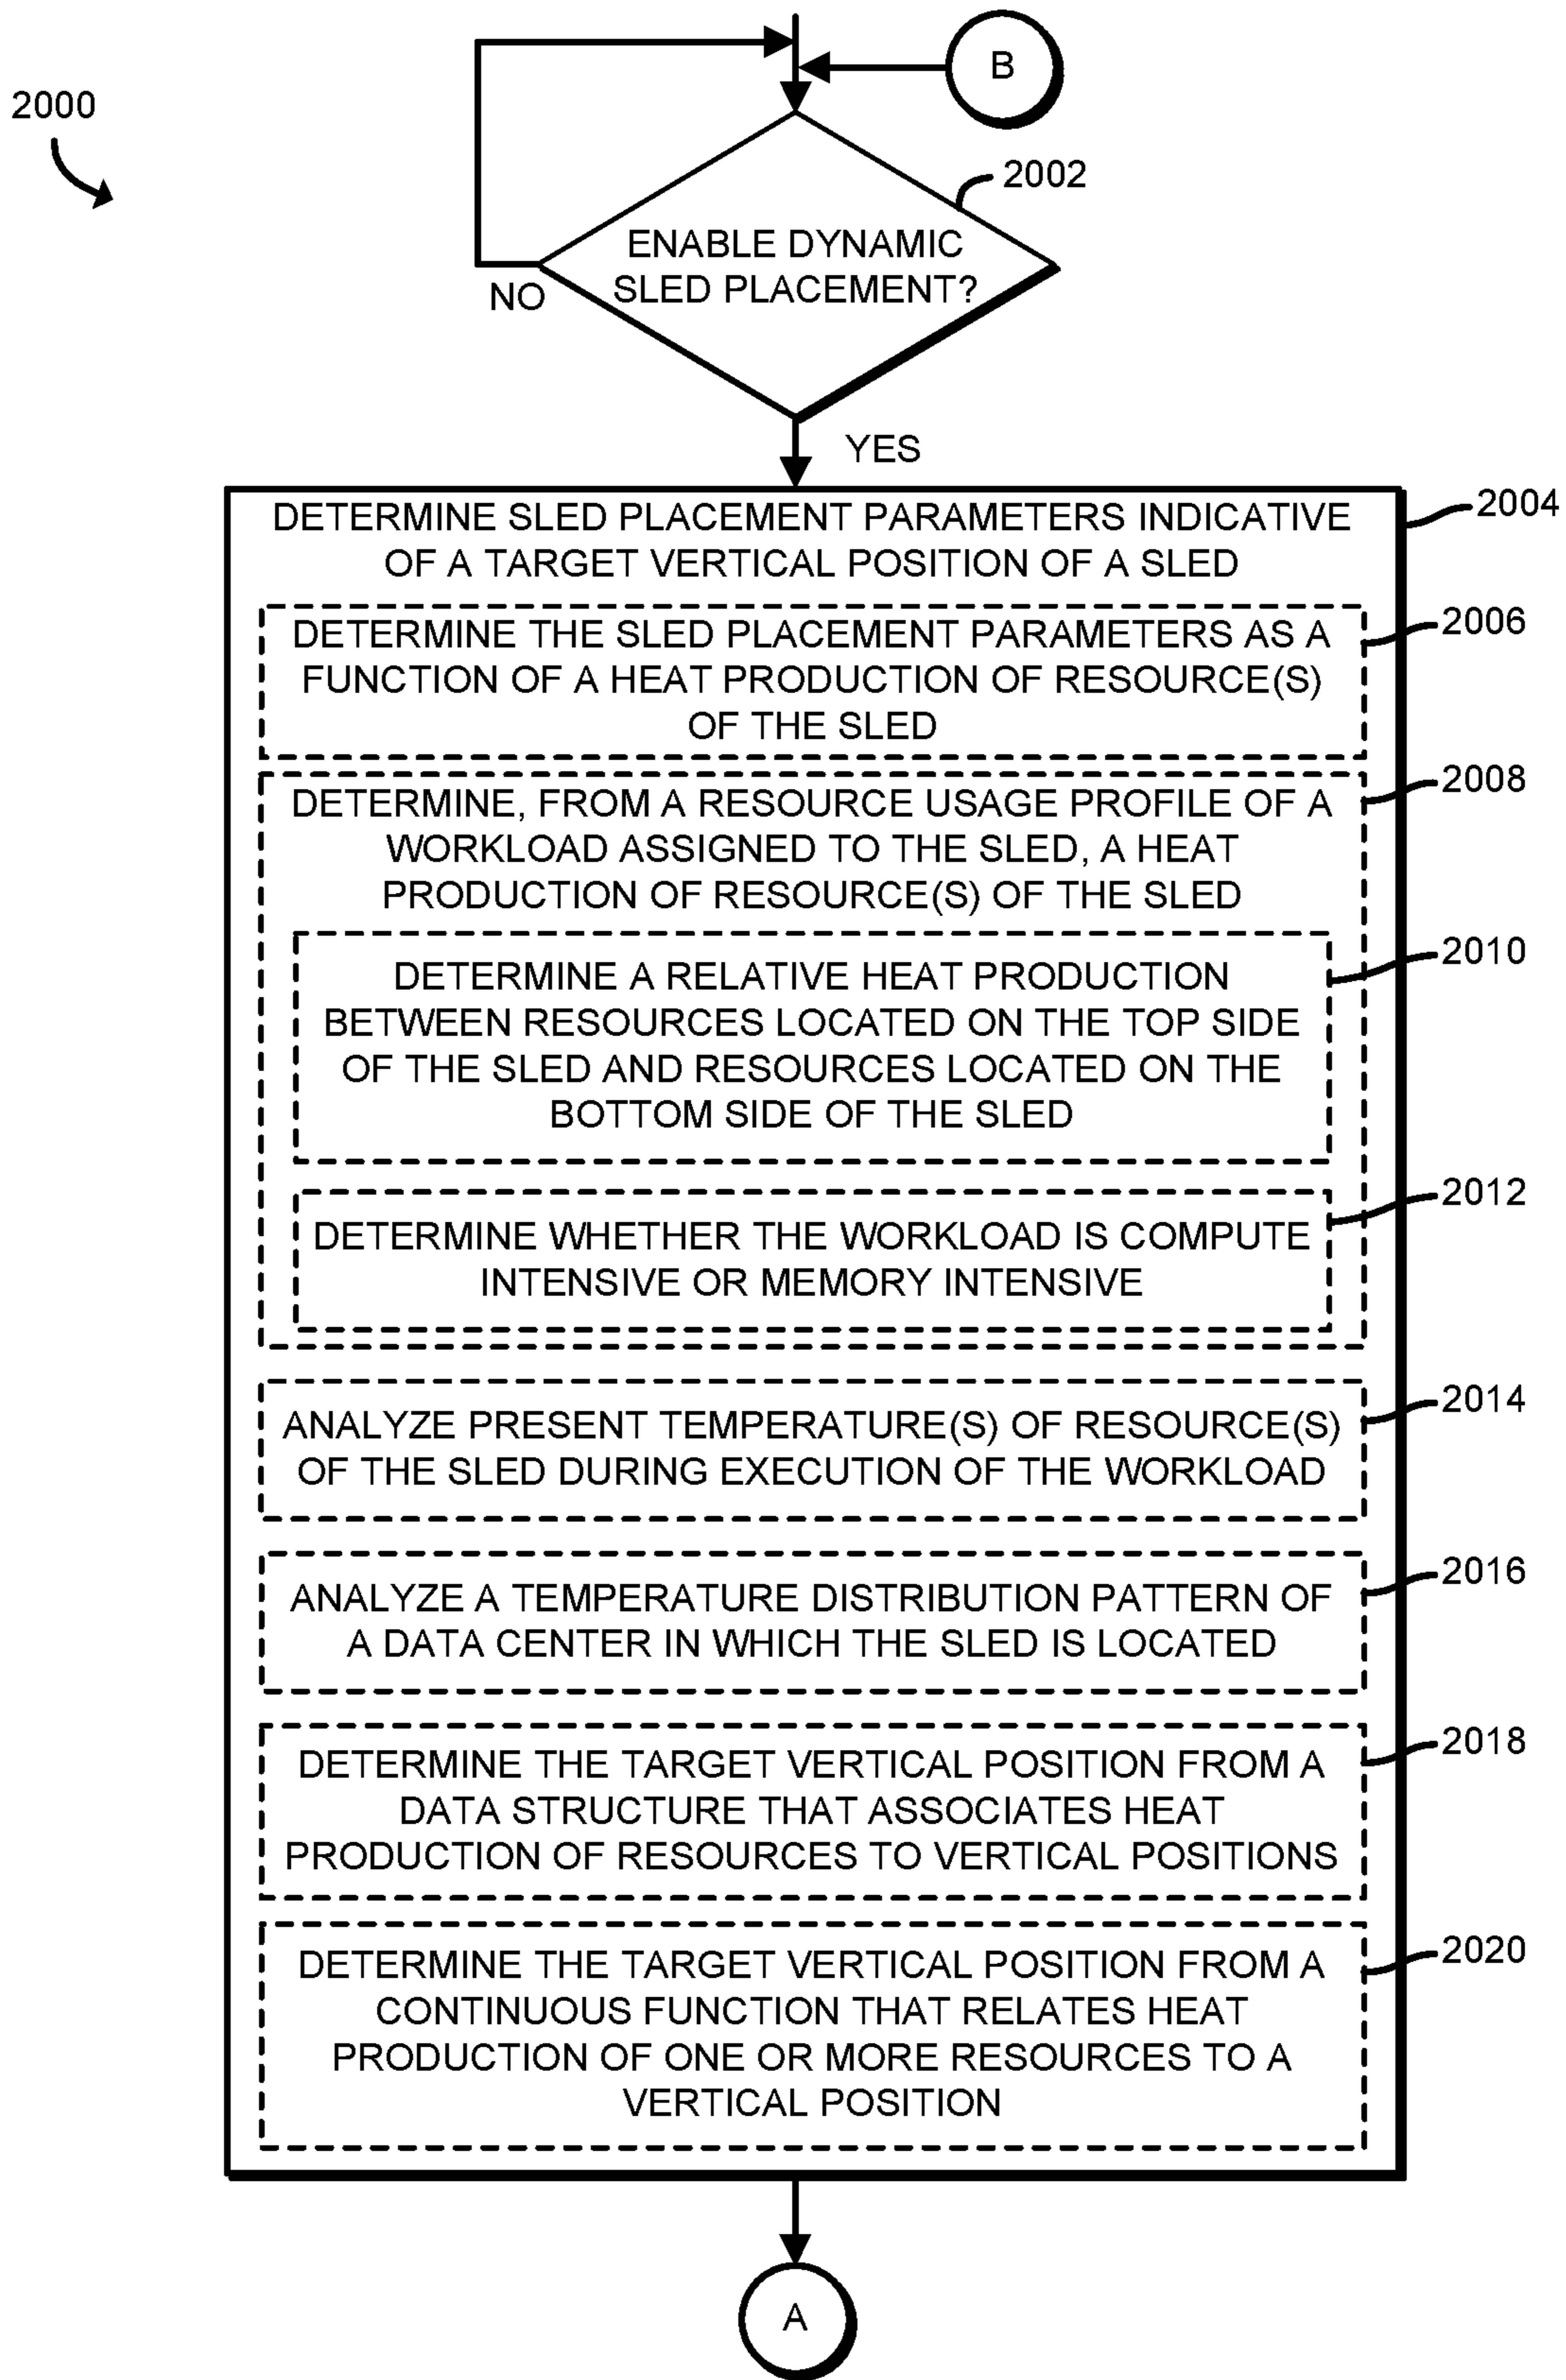 B
2000
2002
ENABLE DYNAMIC
SLED PLACEMENT?
NO
YES
DETERMINE SLED PLACEMENT PARAMETERS INDICATIVE
OF A TARGET VERTICAL POSITION OF A SLED
2004
DETERMINE THE SLED PLACEMENT PARAMETERS AS A
FUNCTION OF A HEAT PRODUCTION OF RESOURCE(S)
OF THE SLED
2006
DETERMINE, FROM A RESOURCE USAGE PROFILE OF A
WORKLOAD ASSIGNED TO THE SLED, A HEAT
PRODUCTION OF RESOURCE(S) OF THE SLED
2008
DETERMINE A RELATIVE HEAT PRODUCTION
BETWEEN RESOURCES LOCATED ON THE TOP SIDE
OF THE SLED AND RESOURCES LOCATED ON THE
BOTTOM SIDE OF THE SLED
2010
DETERMINE WHETHER THE WORKLOAD IS COMPUTE
INTENSIVE OR MEMORY INTENSIVE
2012
ANALYZE PRESENT TEMPERATURE(S) OF RESOURCE(S)
OF THE SLED DURING EXECUTION OF THE WORKLOAD
2014
ANALYZE A TEMPERATURE DISTRIBUTION PATTERN OF
A DATA CENTER IN WHICH THE SLED IS LOCATED
2016
DETERMINE THE TARGET VERTICAL POSITION FROM A
DATA STRUCTURE THAT ASSOCIATES HEAT
PRODUCTION OF RESOURCES TO VERTICAL POSITIONS
2018
DETERMINE THE TARGET VERTICAL POSITION FROM A
CONTINUOUS FUNCTION THAT RELATES HEAT
PRODUCTION OF ONE OR MORE RESOURCES TO A
VERTICAL POSITION
2020
A